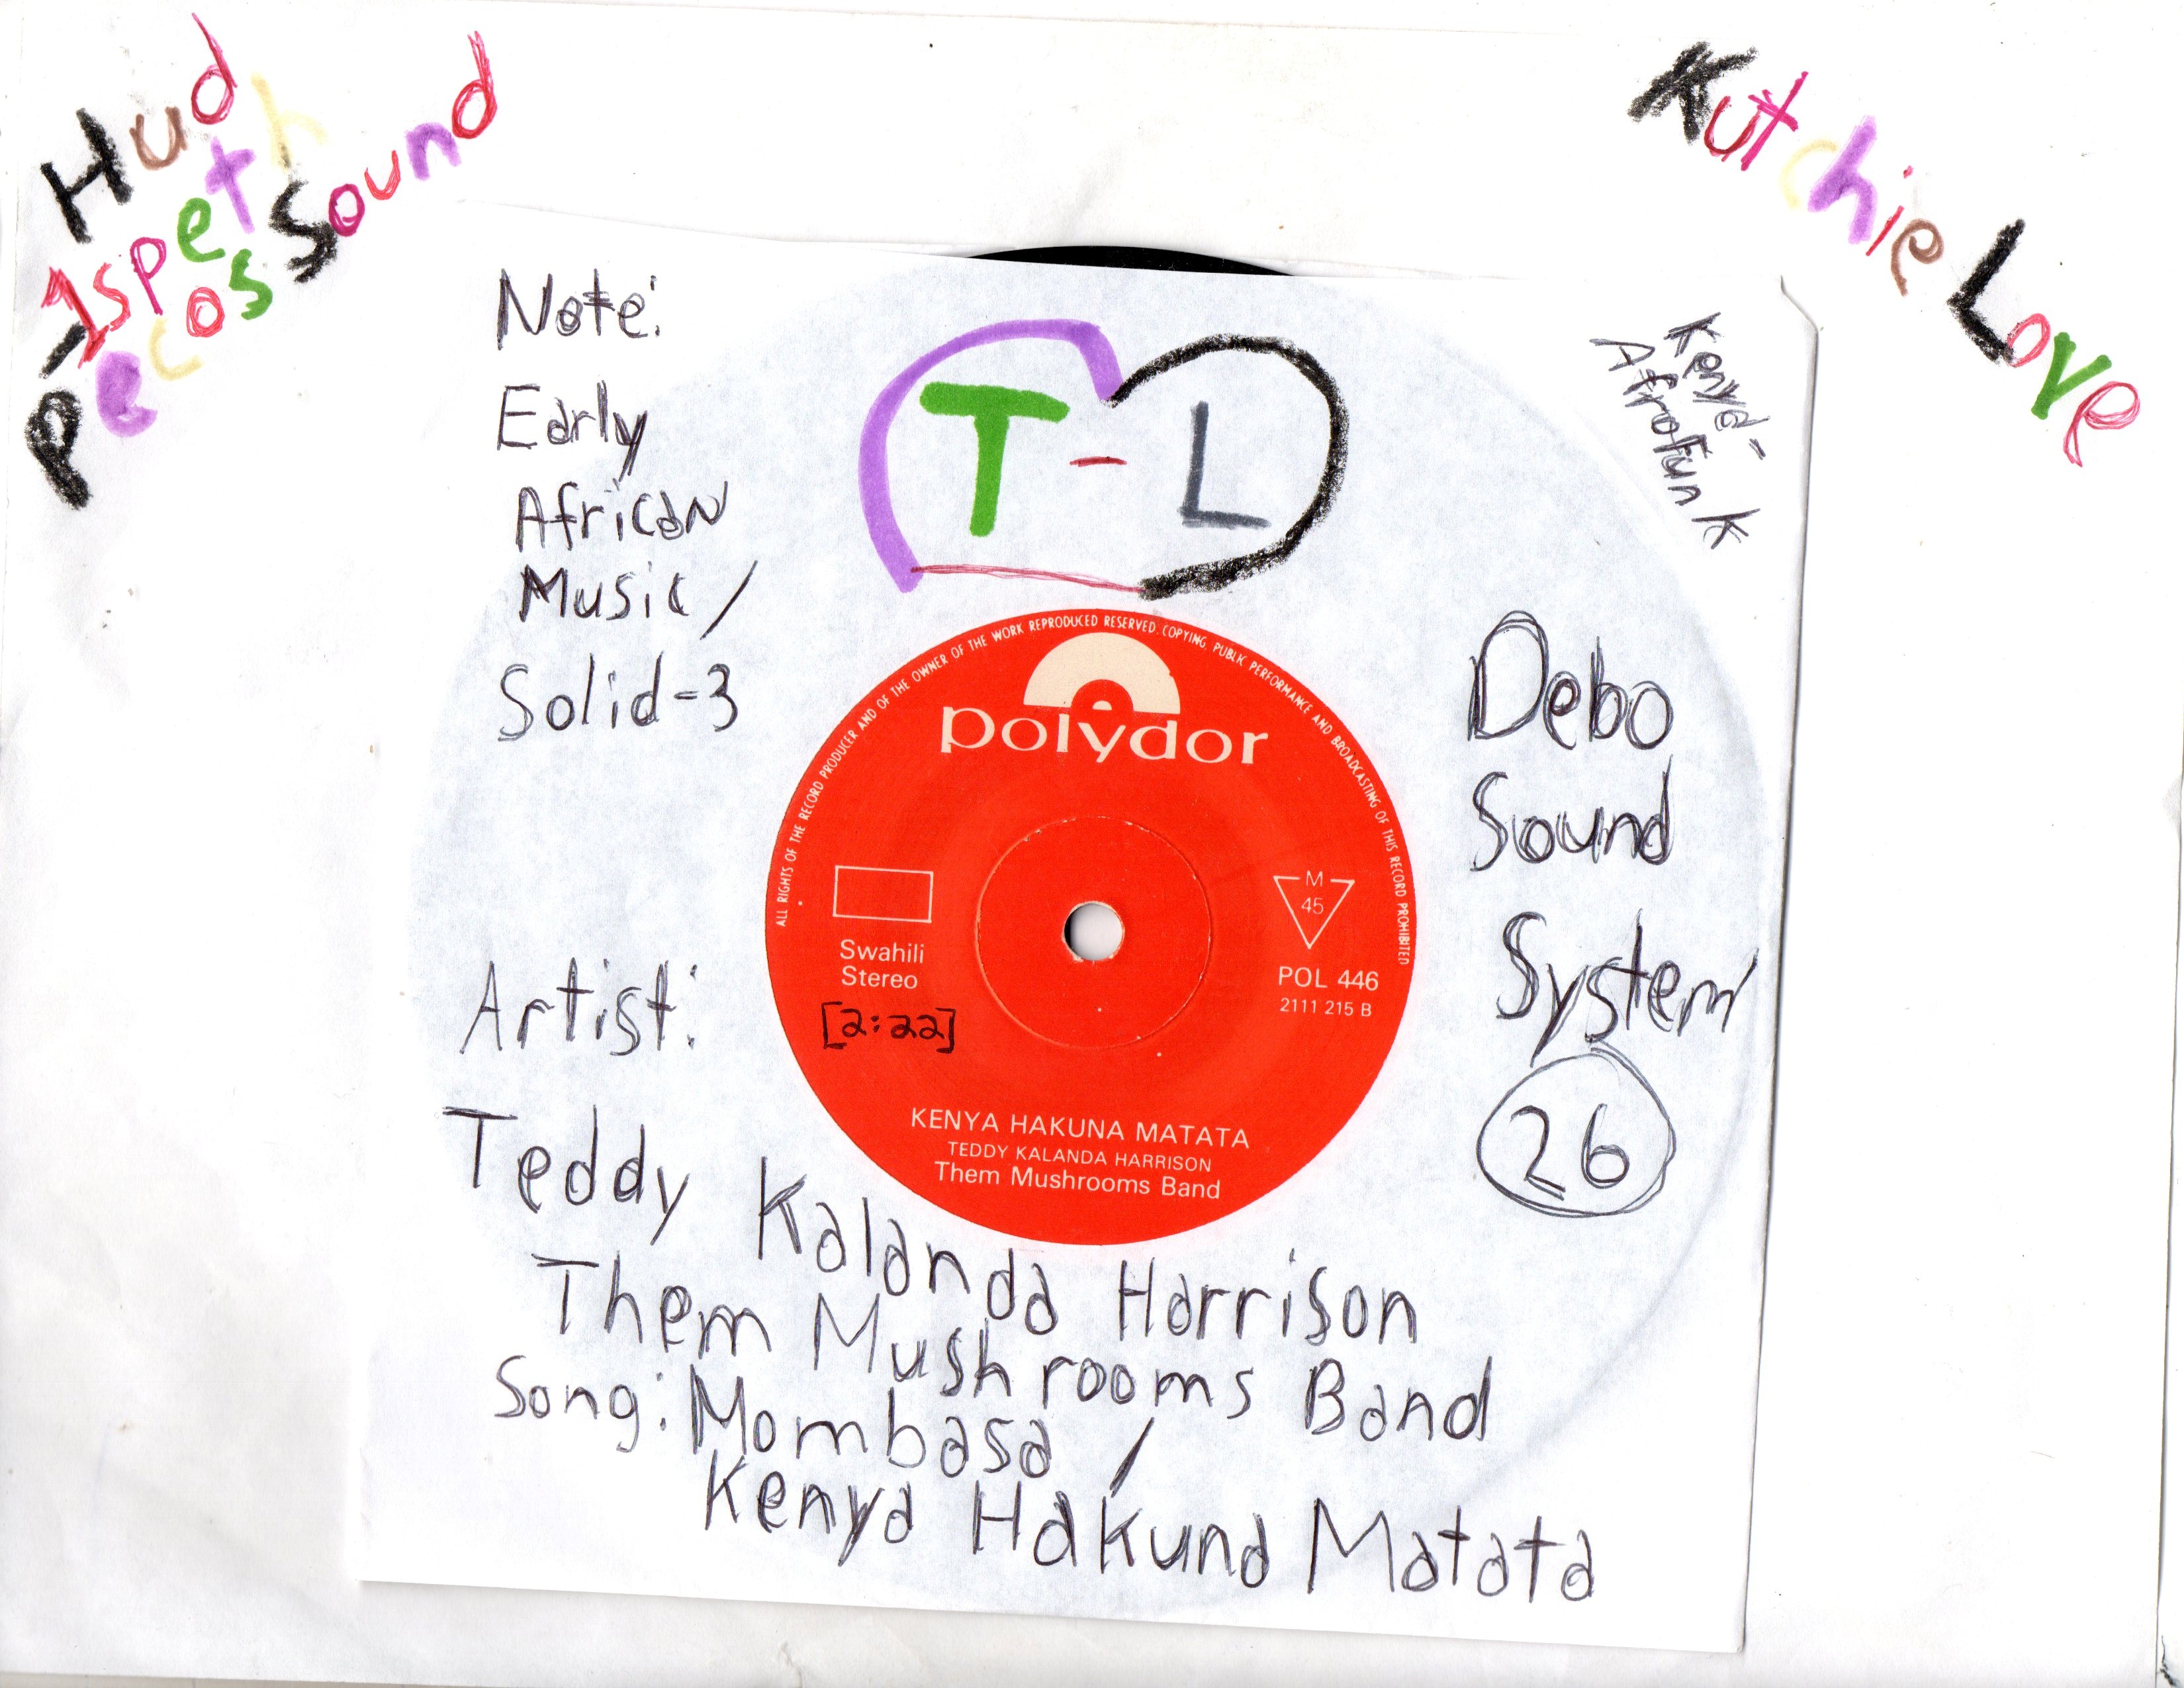 Hud
P-1speth
Pecos Sound
Kutchie Love
Kenya-
Afrofunk
Note:
Early
African
Music/
Solid-3
T-L
Debo
Sound
System
26
ALL RIGHTS OF THE RECORD PRODUCER AND OF THE OWNER OF THE WORK REPRODUCED RESERVED. COPYING, PUBLIC PERFORMANCE AND BROADCASTING OF THIS RECORD PROHIBITED
polydor
Swahili
Stereo
[2:22]
M
45
POL 446
2111 215 B
KENYA HAKUNA MATATA
TEDDY KALANDA HARRISON
Them Mushrooms Band
Artist:
Teddy Kalanda Harrison
Them Mushrooms Band
Song: Mombasa /
Kenya Hakuna Matata